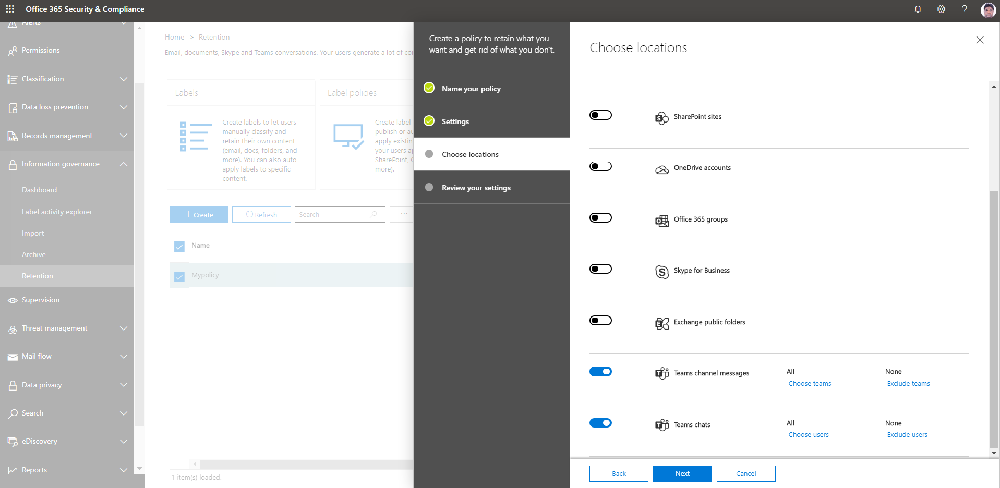 Office 365 Security & Compliance
Alerts
Permissions
Classification
Data loss prevention
Records management
Information governance
Dashboard
Label activity explorer
Import
Archive
Retention
Supervision
Threat management
Mail flow
Data privacy
Search
eDiscovery
Reports
Home > Retention
Email, documents, Skype and Teams conversations. Your users generate a lot of
Labels
Create labels to let users
manually classify and
retain their own content
(email, docs, folders, and
more). You can also auto-
apply labels to specific
content.
Label policies
Create label
publish or
apply
your users
SharePoint,
more).
+ Create
Refresh
Search
...
Name
Mypolicy
1 item(s) loaded.
Create a policy to retain what you
want and get rid of what you don't.
Name your policy
Settings
Choose locations
Review your settings
Choose locations
SharePoint sites
OneDrive accounts
Office 365 groups
Skype for Business
Exchange public folders
Teams channel messages All None
Choose teams Exclude teams
Teams chats All None
Choose users Exclude users
Back Next Cancel